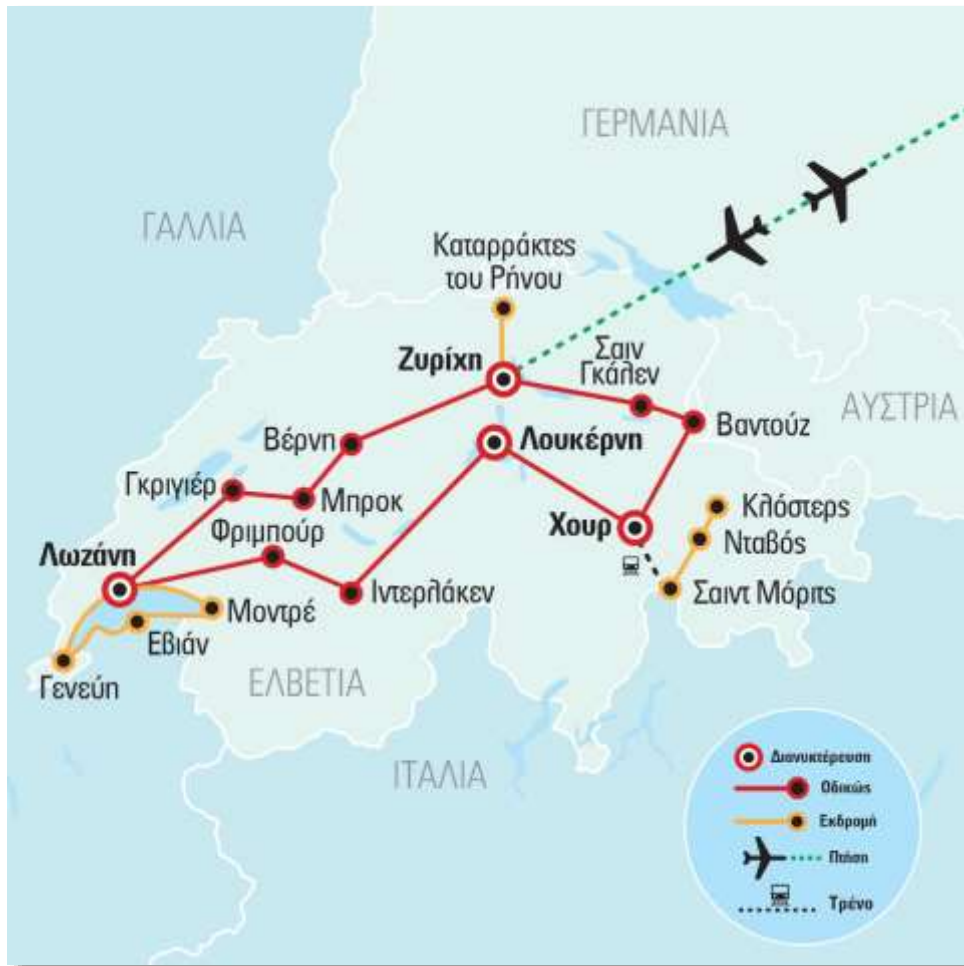 ΓΕΡΜΑΝΙΑ
ΓΑΛΛΙΑ
Καταρράκτες
του Ρήνου
Ζυρίχη
Σαιν
Γκάλεν
ΑΥΣΤΡΙΑ
Βαντούζ
Βέρνη
Λουκέρνη
Γκριγιέρ
Μπροκ
Χουρ
Κλόστερς
Φριμπούρ
Νταβός
Λωζάνη
Ιντερλάκεν
Σαιντ Μόριτς
Μοντρέ
Εβιάν
Γενεύη
ΕΛΒΕΤΙΑ
ΙΤΑΛΙΑ
Διανυκτέρευση
Οδικώς
Εκδρομή
Πτήση
Τρένο